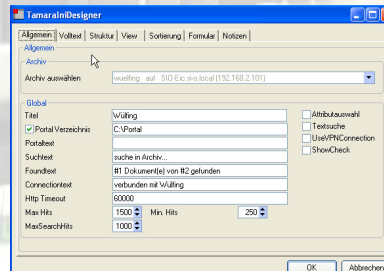 TamaraIniDesigner
Allgemein Volltext Struktur View Sortierung Formular Notizen
Allgemein
Archiv
Archiv auswählen wuelfing auf :SIO-Eic.si-o.local (192.168.2.101)
Global
Titel Wülfing
Portal Verzeichnis C:\Portal
Portaltext
Suchtext suche in Archiv...
Foundtext #1 Dokument(e) von #2 gefunden
Connectiontext verbunden mit Wülfing
Http Timeout 60000
Max Hits 1500 Min. Hits 250
MaxSearchHits 1000
Attributauswahl
Textsuche
UseVPNConnection
ShowCheck
OK Abbrechen